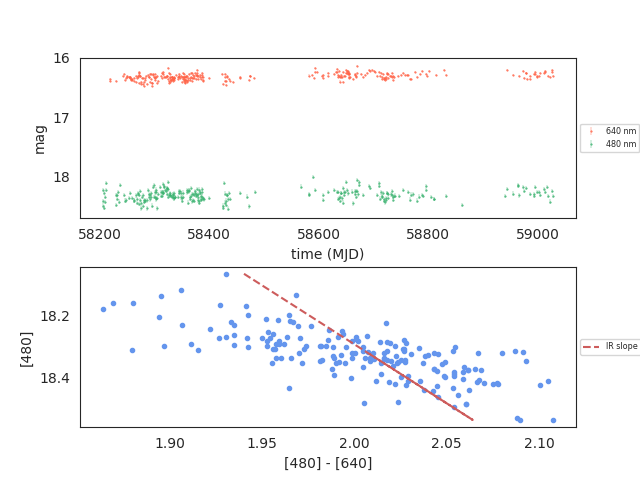 16
17
18
mag
58200 58400 58600 58800 59000
time (MJD)
640 nm
480 nm
18.2
18.4
[480]
1.90 1.95 2.00 2.05 2.10
[480] - [640]
IR slope